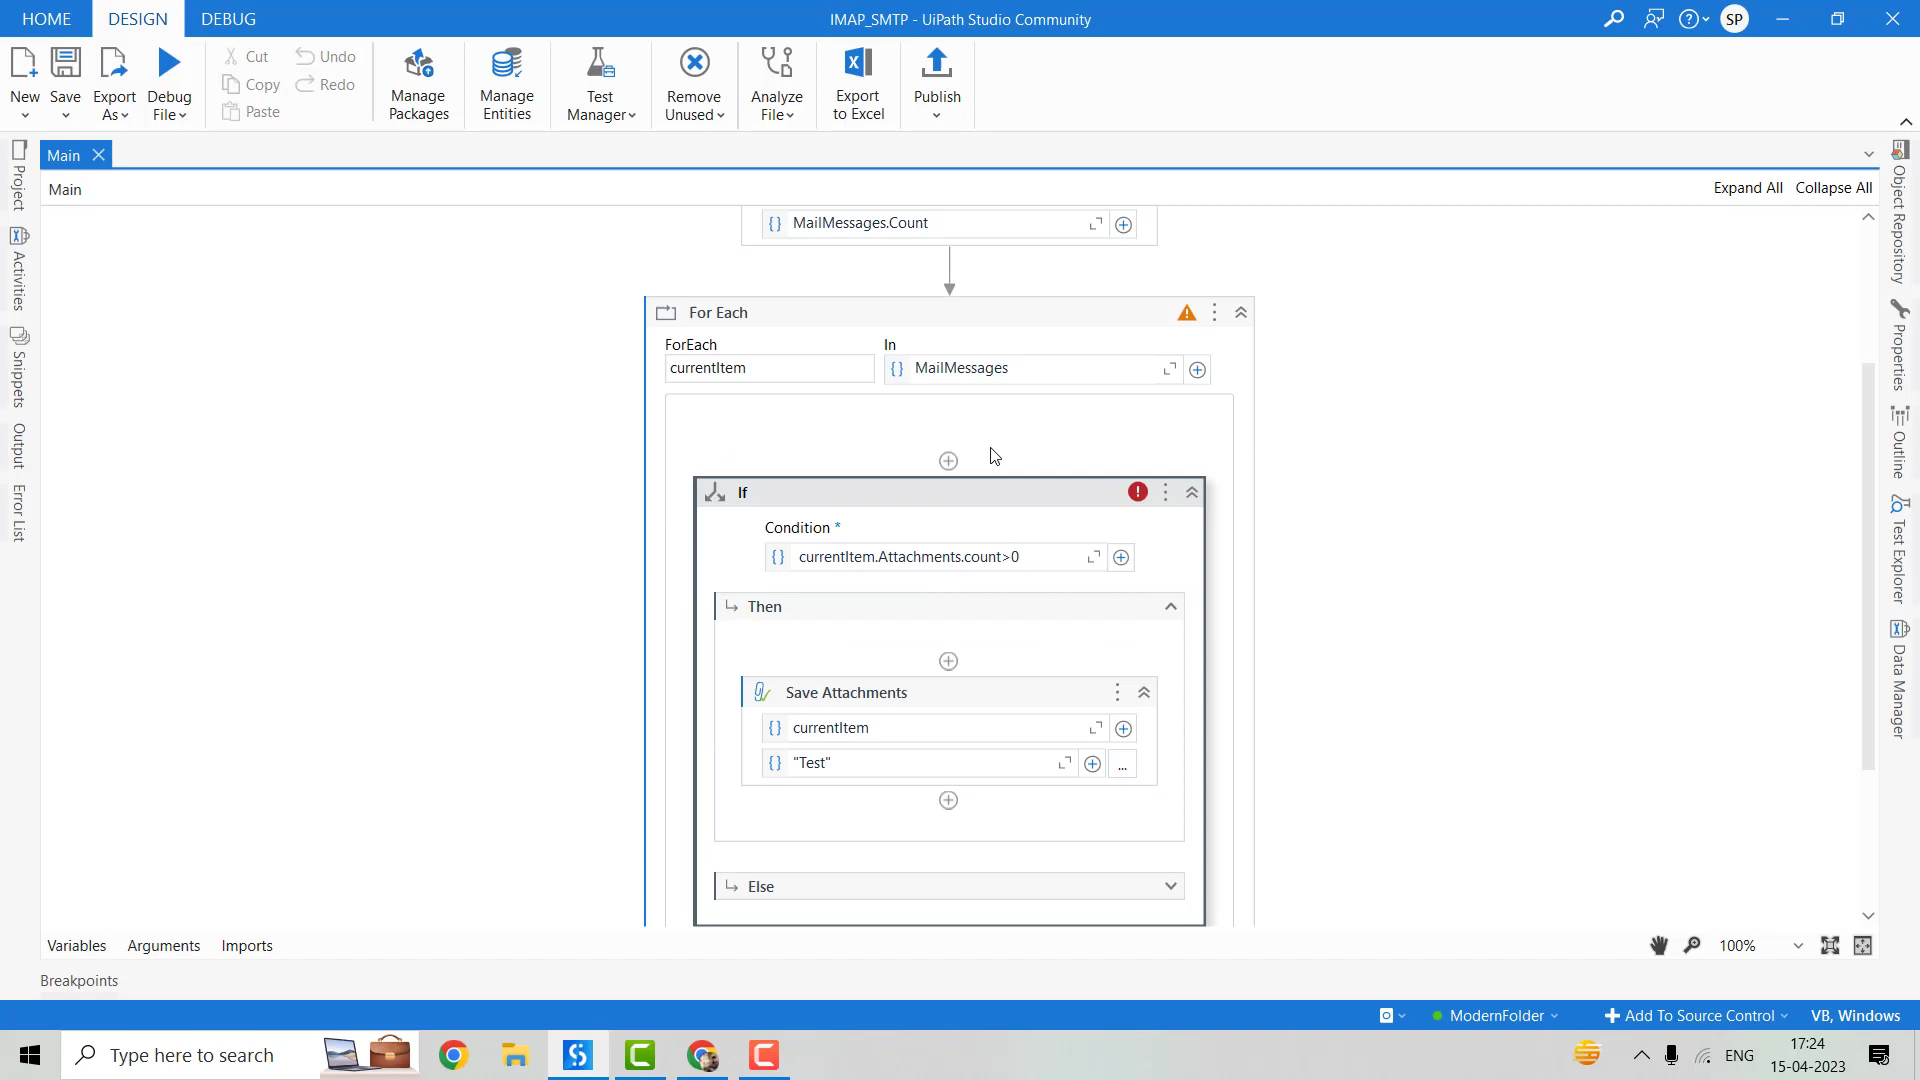 HOME DESIGN DEBUG IMAP_SMTP - UiPath Studio Community SP
New Save Export As Debug File Cut Copy Paste Undo Redo Manage Packages Manage Entities Test Manager Remove Unused Analyze File Export to Excel Publish
Main
Main Expand All Collapse All
Project
Activities
Snippets
Output
Error List
MailMessages.Count
For Each
ForEach In
currentItem MailMessages
If
Condition *
currentItem.Attachments.count>0
Then
Save Attachments
currentItem
"Test" ...
Else
Object Repository
Properties
Outline
Test Explorer
Data Manager
Variables Arguments Imports 100%
Breakpoints
ModernFolder Add To Source Control VB, Windows
Type here to search ENG 17:24
15-04-2023